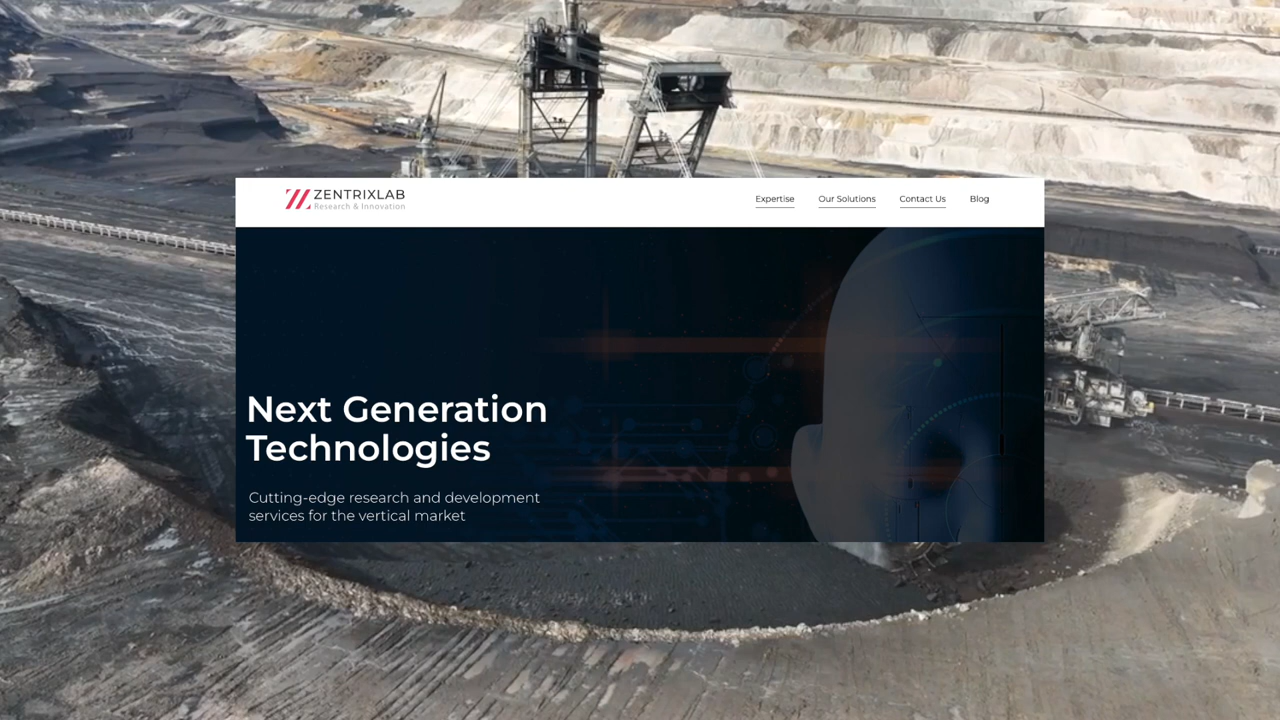 ZENTRIXLAB
Research & Innovation
Expertise
Our Solutions
Contact Us
Blog
Next Generation
Technologies
Cutting-edge research and development
services for the vertical market